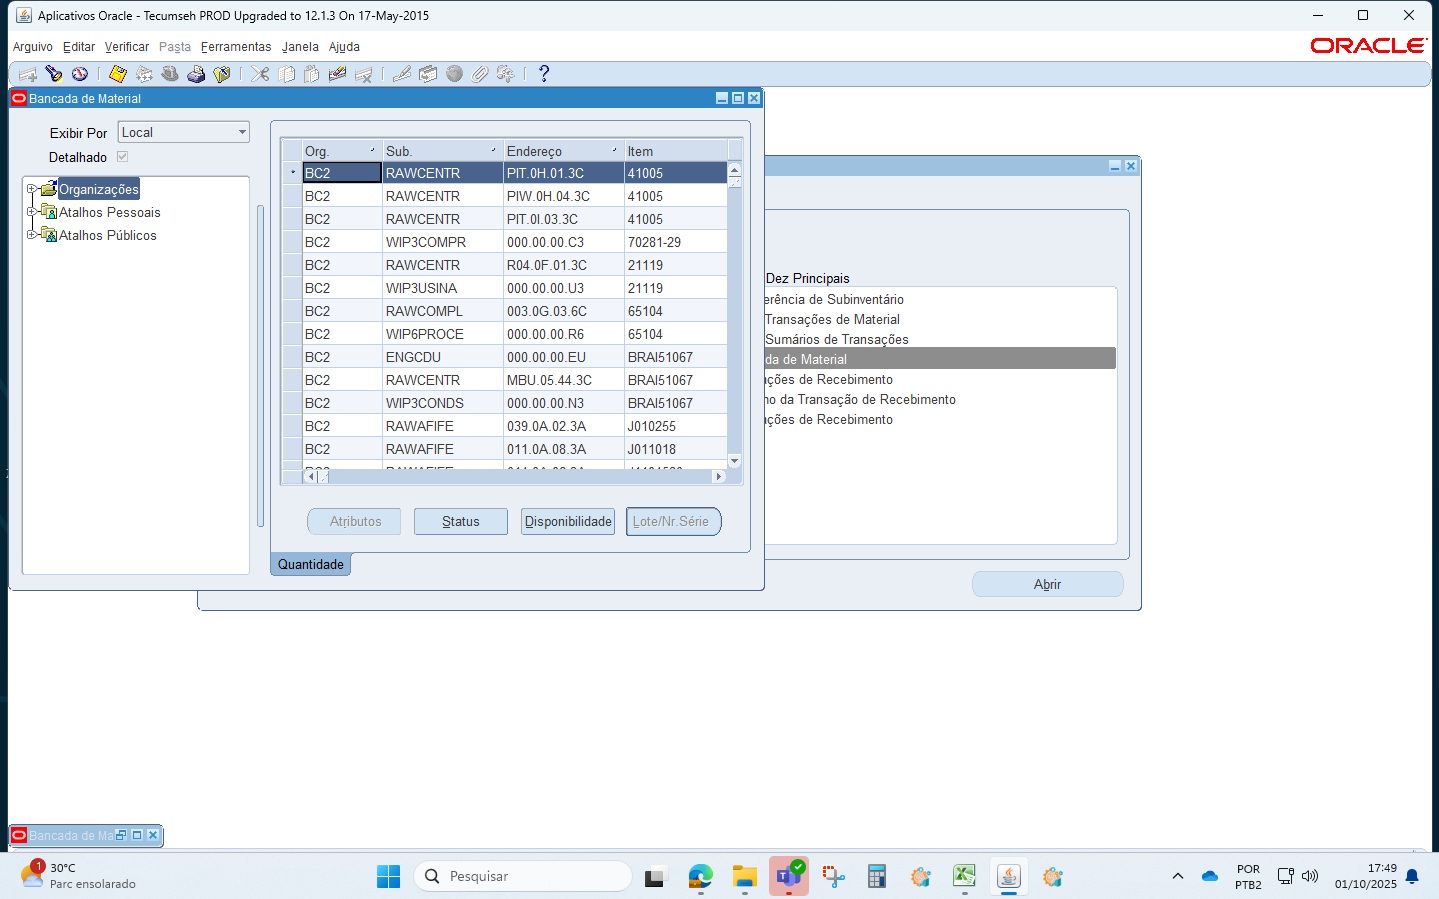 Aplicativos Oracle - Tecumseh PROD Upgraded to 12.1.3 On 17-May-2015
Arquivo Editar Verificar Pasta Ferramentas Janela Ajuda
ORACLE
Bancada de Material
Exibir Por Local
Detalhado
Organizações
Atalhos Pessoais
Atalhos Públicos
Org. Sub. Endereço Item
BC2 RAWCENTR PIT.0H.01.3C 41005
BC2 RAWCENTR PIW.0H.04.3C 41005
BC2 RAWCENTR PIT.0I.03.3C 41005
BC2 WIP3COMPR 000.00.00.C3 70281-29
BC2 RAWCENTR R04.0F.01.3C 21119
BC2 WIP3USINA 000.00.00.U3 21119
BC2 RAWCOMPL 003.0G.03.6C 65104
BC2 WIP6PROCE 000.00.00.R6 65104
BC2 ENGCDU 000.00.00.EU BRAI51067
BC2 RAWCENTR MBU.05.44.3C BRAI51067
BC2 WIP3CONDS 000.00.00.N3 BRAI51067
BC2 RAWAFIFE 039.0A.02.3A J010255
BC2 RAWAFIFE 011.0A.08.3A J011018
Atributos Status Disponibilidade Lote/Nr.Série
Quantidade
Dez Principais
erência de Subinventário
Transações de Material
Sumários de Transações
da de Material
ções de Recebimento
no da Transação de Recebimento
ções de Recebimento
Abrir
Bancada de Ma
1
30°C
Parc ensolarado
Pesquisar
POR
PTB2
17:49
01/10/2025